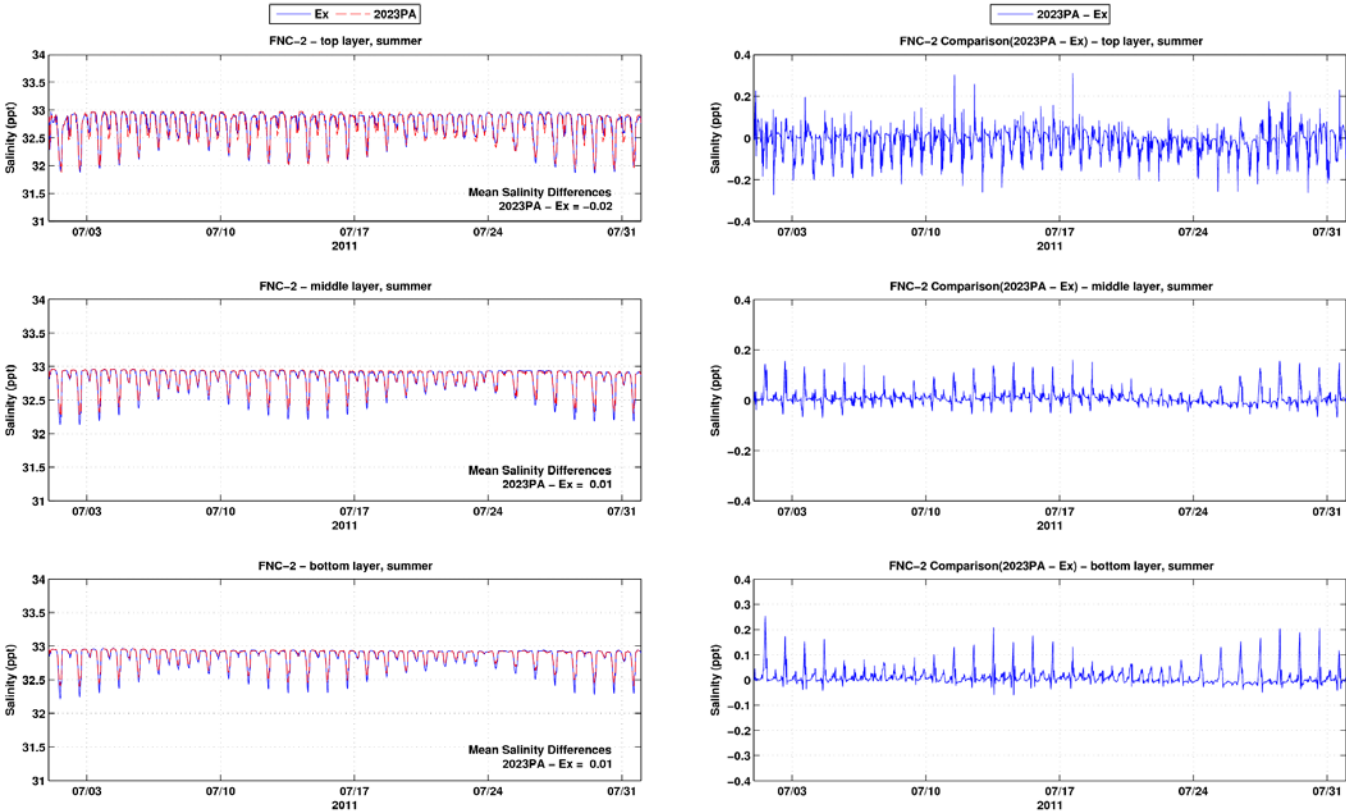 Ex 2023PA
FNC−2 − top layer, summer
34
33.5
33
32.5
32
31.5
31
Salinity (ppt)
Mean Salinity Differences
2023PA − Ex = −0.02
07/03 07/10 07/17 07/24 07/31
2011
2023PA − Ex
FNC−2 Comparison(2023PA − Ex) − top layer, summer
0.4
0.2
0
−0.2
−0.4
Salinity (ppt)
07/03 07/10 07/17 07/24 07/31
2011
FNC−2 − middle layer, summer
34
33.5
33
32.5
32
31.5
31
Salinity (ppt)
Mean Salinity Differences
2023PA − Ex = 0.01
07/03 07/10 07/17 07/24 07/31
2011
FNC−2 Comparison(2023PA − Ex) − middle layer, summer
0.4
0.2
0
−0.2
−0.4
Salinity (ppt)
07/03 07/10 07/17 07/24 07/31
2011
FNC−2 − bottom layer, summer
34
33.5
33
32.5
32
31.5
31
Salinity (ppt)
Mean Salinity Differences
2023PA − Ex = 0.01
07/03 07/10 07/17 07/24 07/31
2011
FNC−2 Comparison(2023PA − Ex) − bottom layer, summer
0.4
0.3
0.2
0.1
0
−0.1
−0.2
−0.3
−0.4
Salinity (ppt)
07/03 07/10 07/17 07/24 07/31
2011